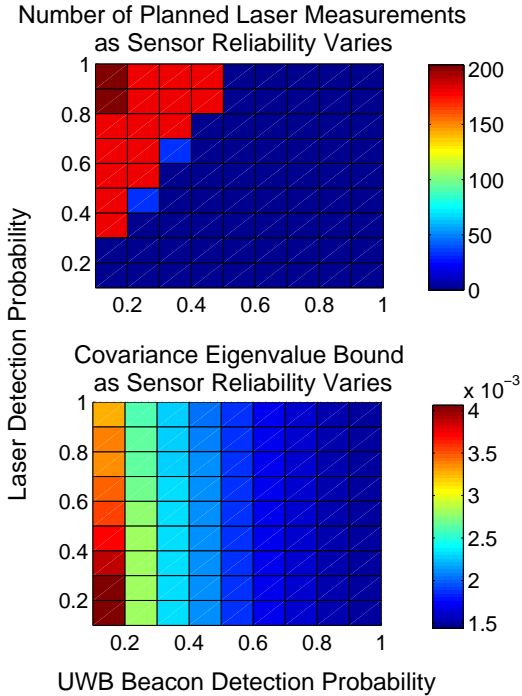 Number of Planned Laser Measurements
as Sensor Reliability Varies
1
0.8
0.6
0.4
0.2
0.2 0.4 0.6 0.8 1
200
150
100
50
0
Laser Detection Probability
Covariance Eigenvalue Bound
as Sensor Reliability Varies
1
0.8
0.6
0.4
0.2
0.2 0.4 0.6 0.8 1
x 10⁻³
4
3.5
3
2.5
2
1.5
UWB Beacon Detection Probability